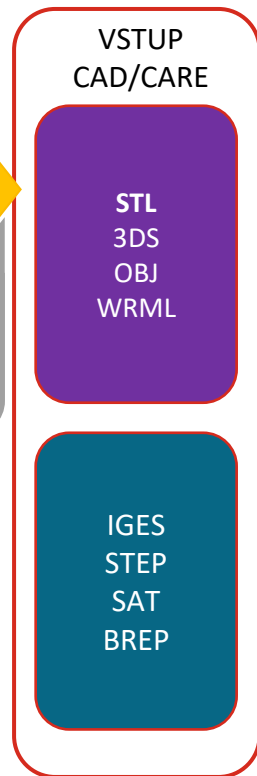 VSTUP
CAD/CARE
STL
3DS
OBJ
WRML
IGES
STEP
SAT
BREP